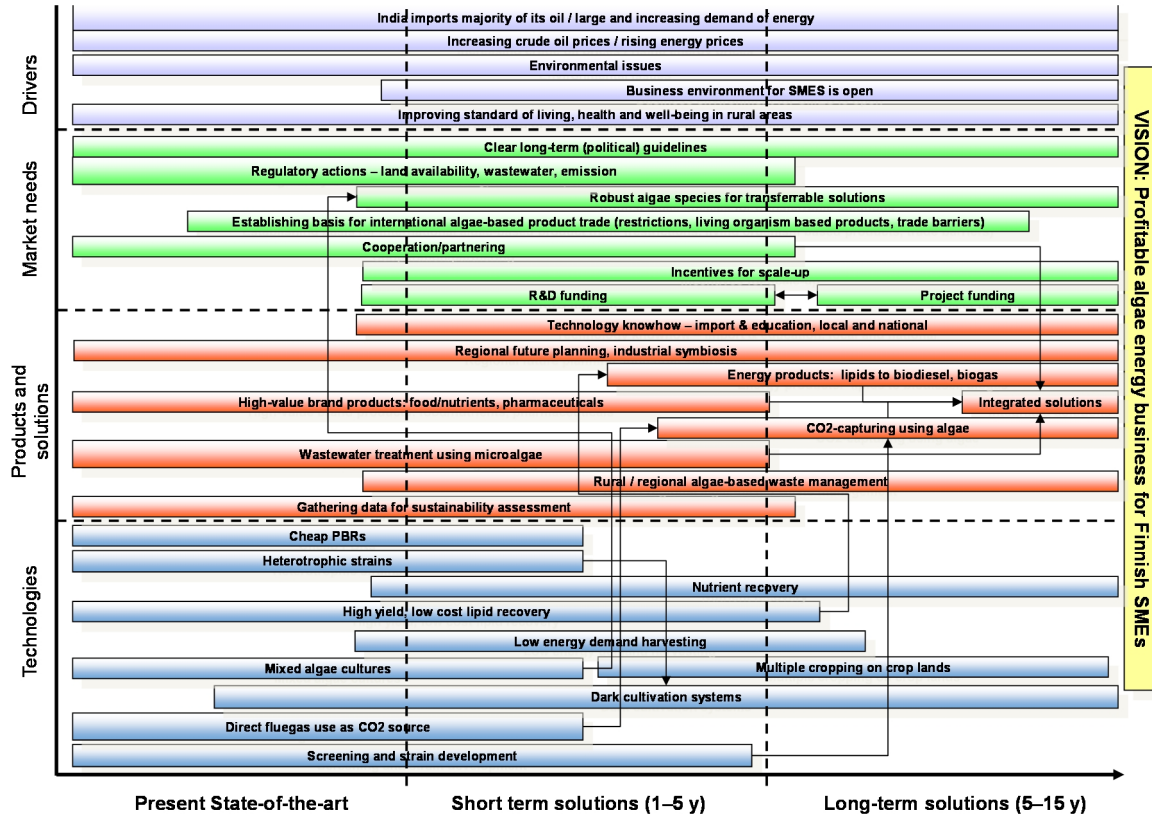 Drivers
India imports majority of its oil / large and increasing demand of energy
Increasing crude oil prices / rising energy prices
Environmental issues
Business environment for SMES is open
Improving standard of living, health and well-being in rural areas
Market needs
Clear long-term (political) guidelines
Regulatory actions – land availability, wastewater, emission
Robust algae species for transferrable solutions
Establishing basis for international algae-based product trade (restrictions, living organism based products, trade barriers)
Cooperation/partnering
Incentives for scale-up
R&D funding
Project funding
Products and
solutions
Technology knowhow – import & education, local and national
Regional future planning, industrial symbiosis
Energy products: lipids to biodiesel, biogas
High-value brand products: food/nutrients, pharmaceuticals
Integrated solutions
CO2-capturing using algae
Wastewater treatment using microalgae
Rural / regional algae-based waste management
Gathering data for sustainability assessment
Technologies
Cheap PBRs
Heterotrophic strains
Nutrient recovery
High yield, low cost lipid recovery
Low energy demand harvesting
Mixed algae cultures
Multiple cropping on crop lands
Dark cultivation systems
Direct fluegas use as CO2 source
Screening and strain development
Present State-of-the-art
Short term solutions (1–5 y)
Long-term solutions (5–15 y)
VISION: Profitable algae energy business for Finnish SMEs